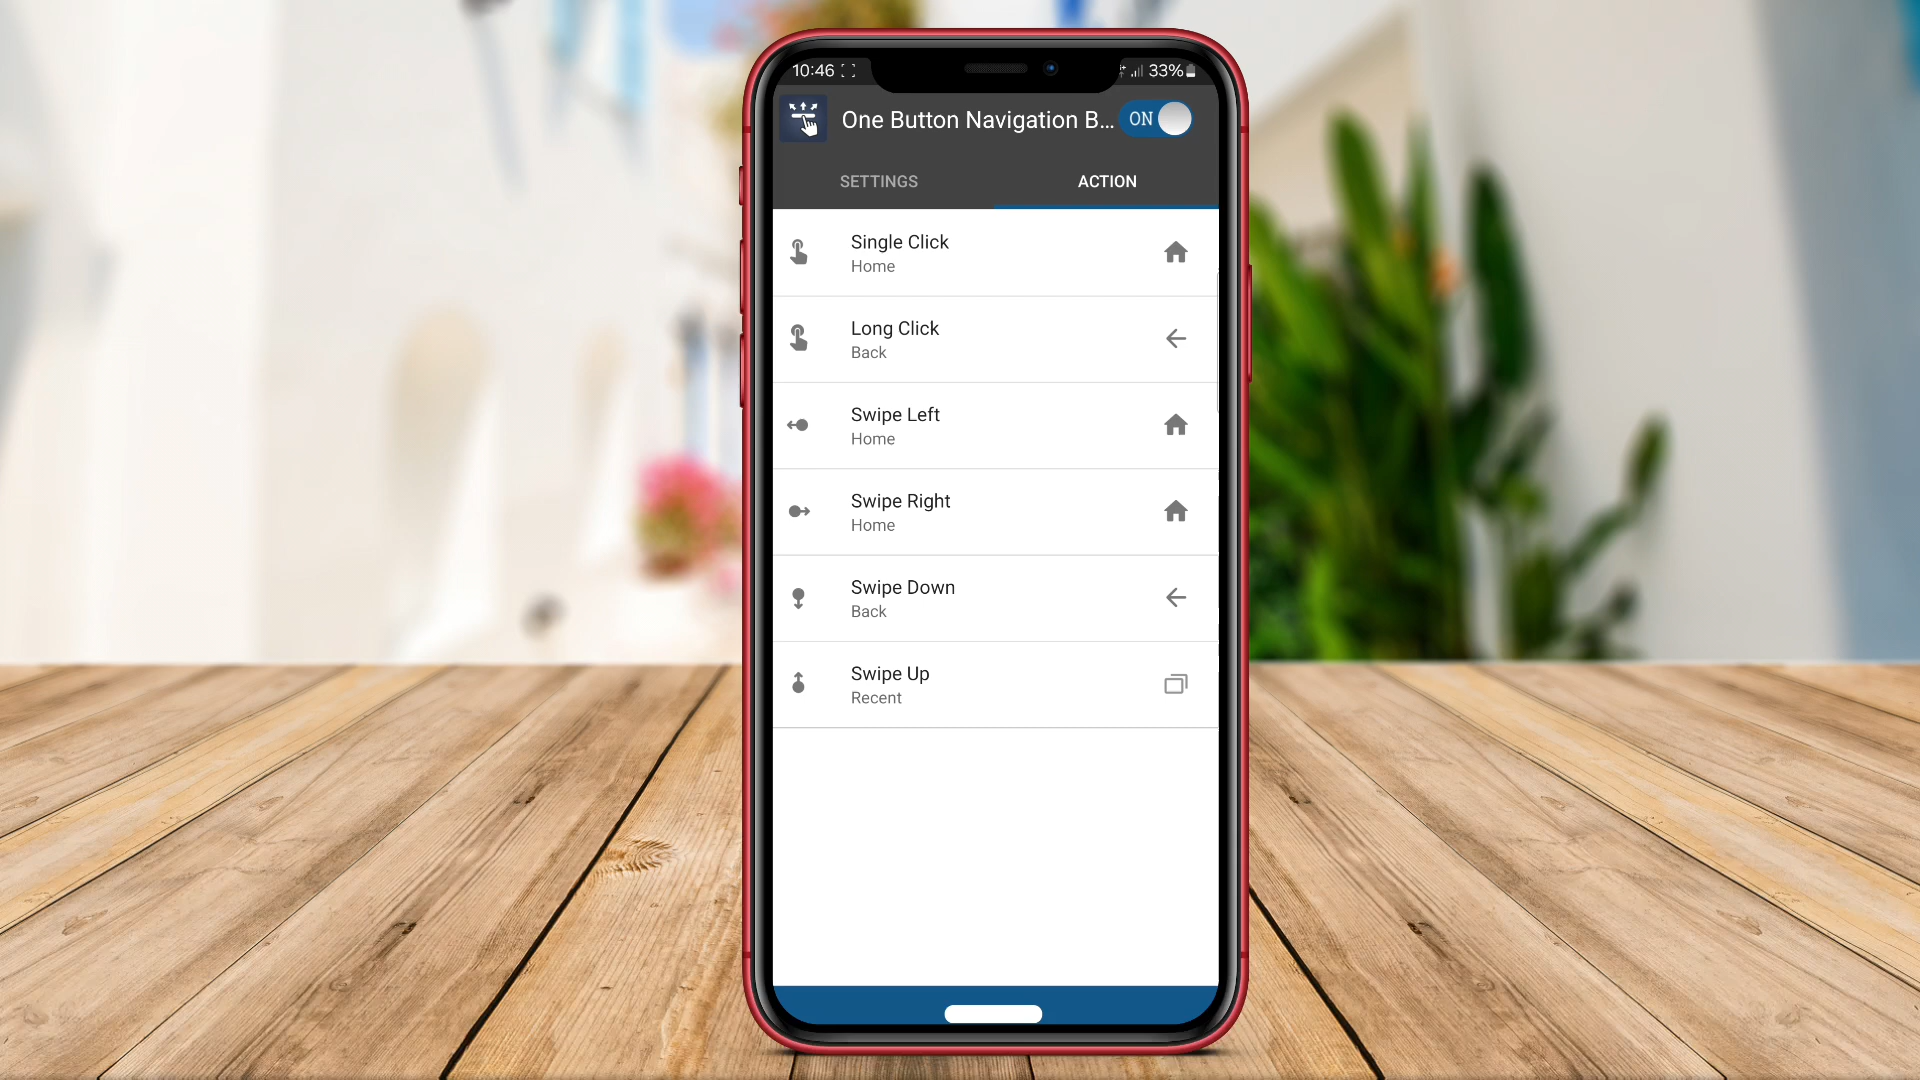 10:46 33%
One Button Navigation B... ON
SETTINGS ACTION
Single Click
Home
Long Click
Back
Swipe Left
Home
Swipe Right
Home
Swipe Down
Back
Swipe Up
Recent